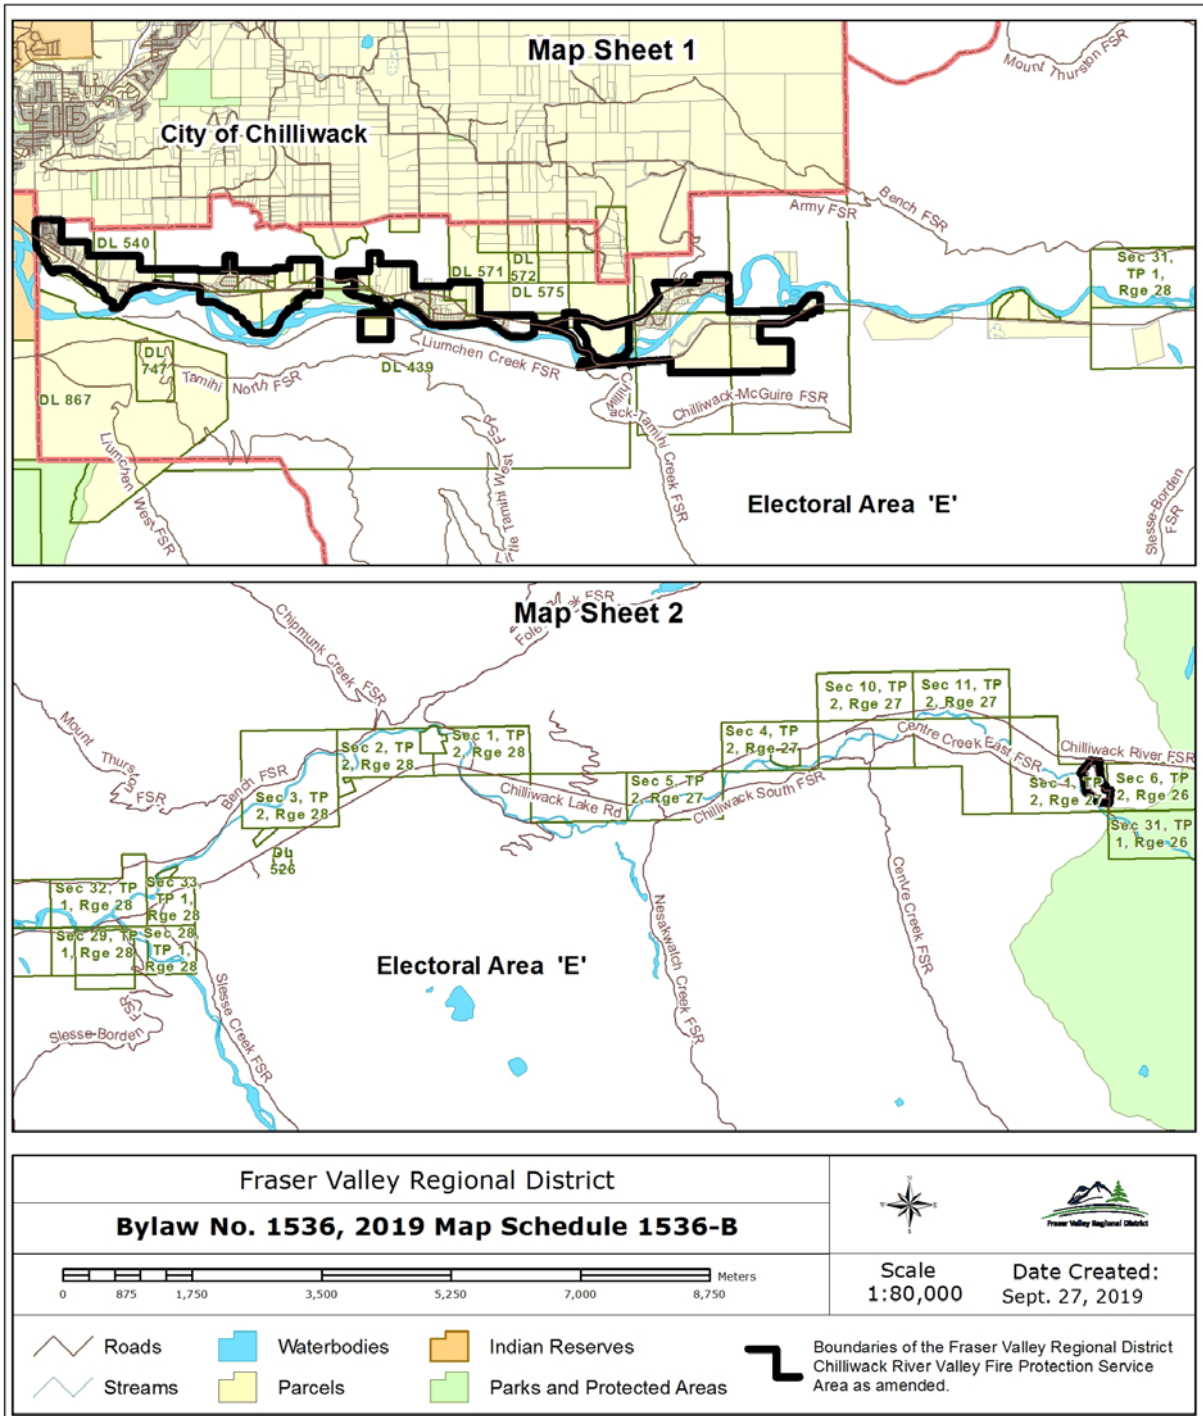 Map Sheet 1
Mount Thurston FSR
City of Chilliwack
Bench FSR
Army FSR
DL 540
DL 571
DL
572
DL 575
Sec 31,
TP 1,
Rge 28
DL
747
Tamihi North FSR
Liumchen Creek FSR
DL 439
DL 867
Chilliwack-McGuire FSR
Chilliwack-Tamihi Creek FSR
Liumchen West FSR
Tamihi West FSR
Electoral Area 'E'
Slesse-Borden
FSR
Map Sheet 2
Chipmunk Creek FSR
FSR
Mount Thurston FSR
Bench FSR
Sec 10, TP
2, Rge 27
Sec 11, TP
2, Rge 27
Sec 1, TP
2, Rge 28
Sec 2, TP
2, Rge 28
Sec 4, TP
2, Rge 27
Centre Creek East FSR
Chilliwack River FSR
Sec 3, TP
2, Rge 28
Chilliwack Lake Rd
Sec 5, TP
2, Rge 27
Chilliwack South FSR
Sec 1, TP
2, Rge 27
Sec 6, TP
2, Rge 26
Sec 31, TP
1, Rge 26
DL
526
Sec 32, TP
1, Rge 28
Sec 33,
TP 1,
Rge 28
Sec 29, TP
1, Rge 28
Sec 28,
TP 1,
Rge 28
Nesakwatch Creek FSR
Centre Creek FSR
Electoral Area 'E'
Slesse Creek FSR
Slesse-Borden
FSR
Fraser Valley Regional District
Bylaw No. 1536, 2019 Map Schedule 1536-B
Fraser Valley Regional District
Meters
0 875 1,750 3,500 5,250 7,000 8,750
Scale
1:80,000
Date Created:
Sept. 27, 2019
Roads
Waterbodies
Indian Reserves
Streams
Parcels
Parks and Protected Areas
Boundaries of the Fraser Valley Regional District
Chilliwack River Valley Fire Protection Service
Area as amended.